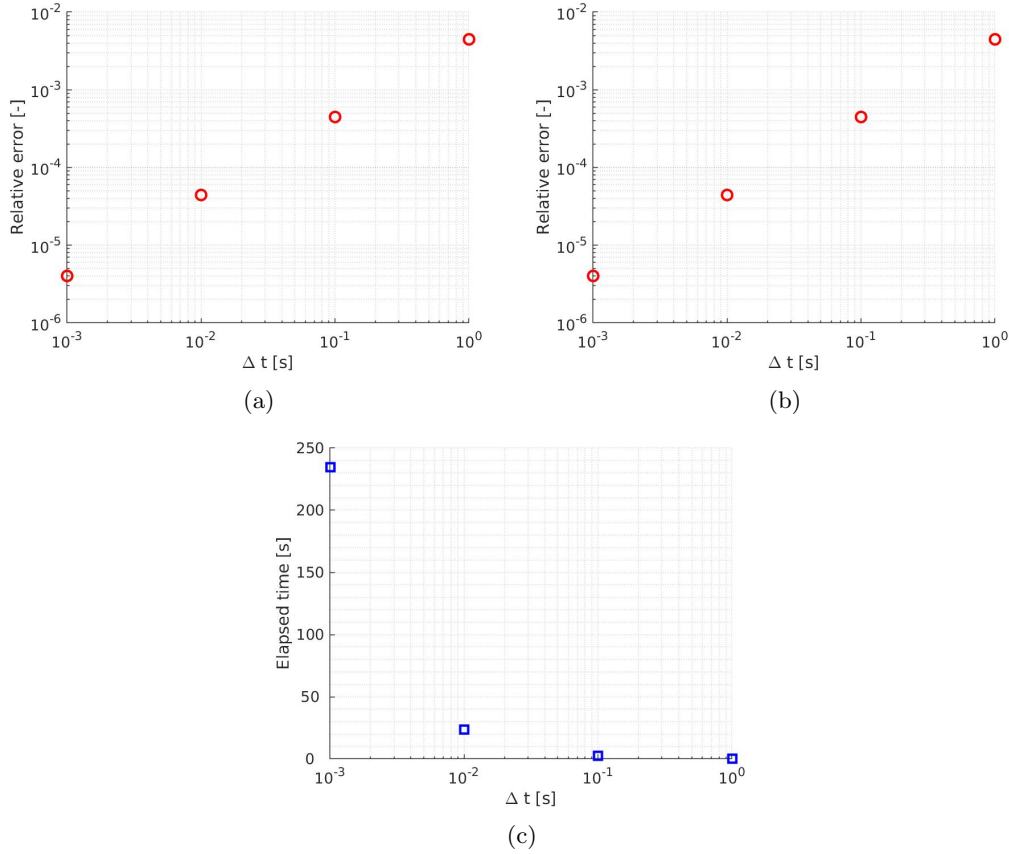 10^-2
10^-3
10^-4
10^-5
10^-6
Relative error [-]
10^-3 10^-2 10^-1 10^0
Δ t [s]
(a)
10^-2
10^-3
10^-4
10^-5
10^-6
Relative error [-]
10^-3 10^-2 10^-1 10^0
Δ t [s]
(b)
250
200
150
100
50
0
Elapsed time [s]
10^-3 10^-2 10^-1 10^0
Δ t [s]
(c)